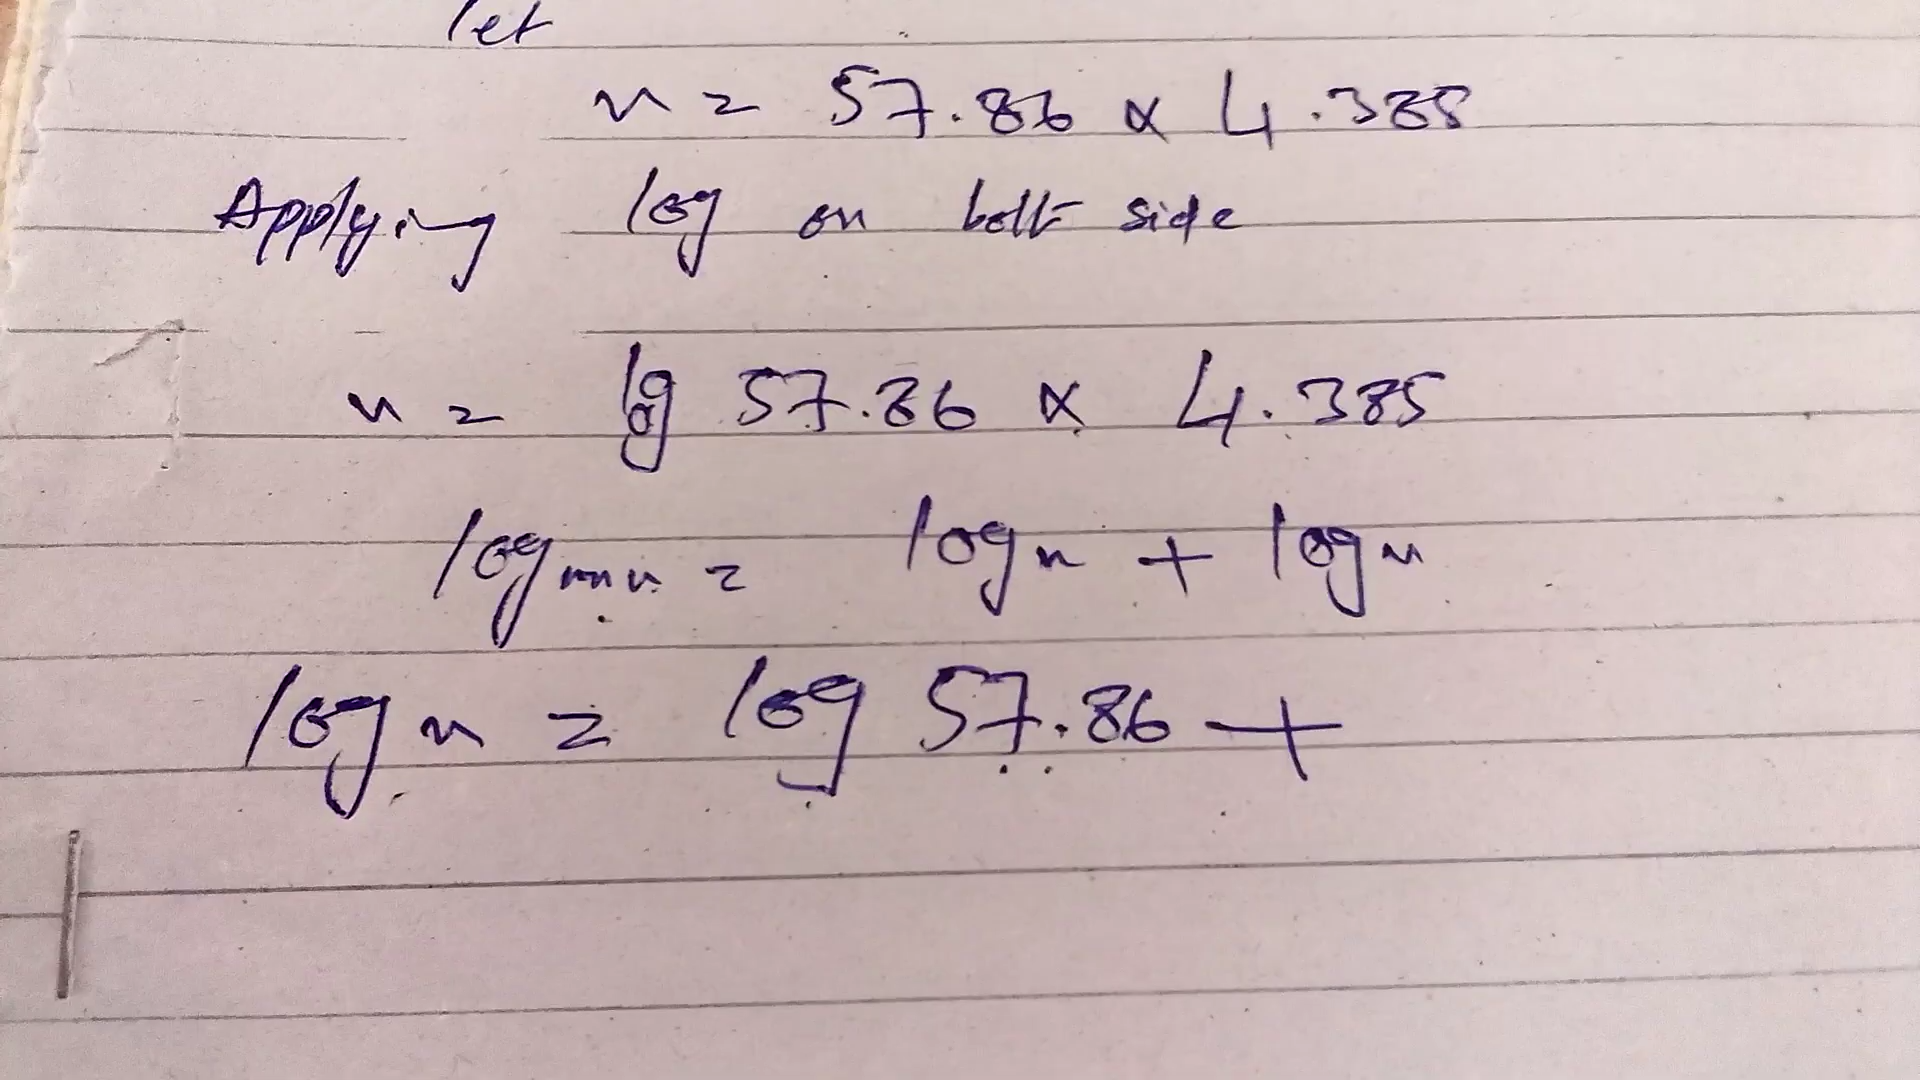 let
n = 57.86 × 4.385
Applying log on both side
n = log 57.86 × 4.385
log mn = log n + log n
log n = log 57.86 +